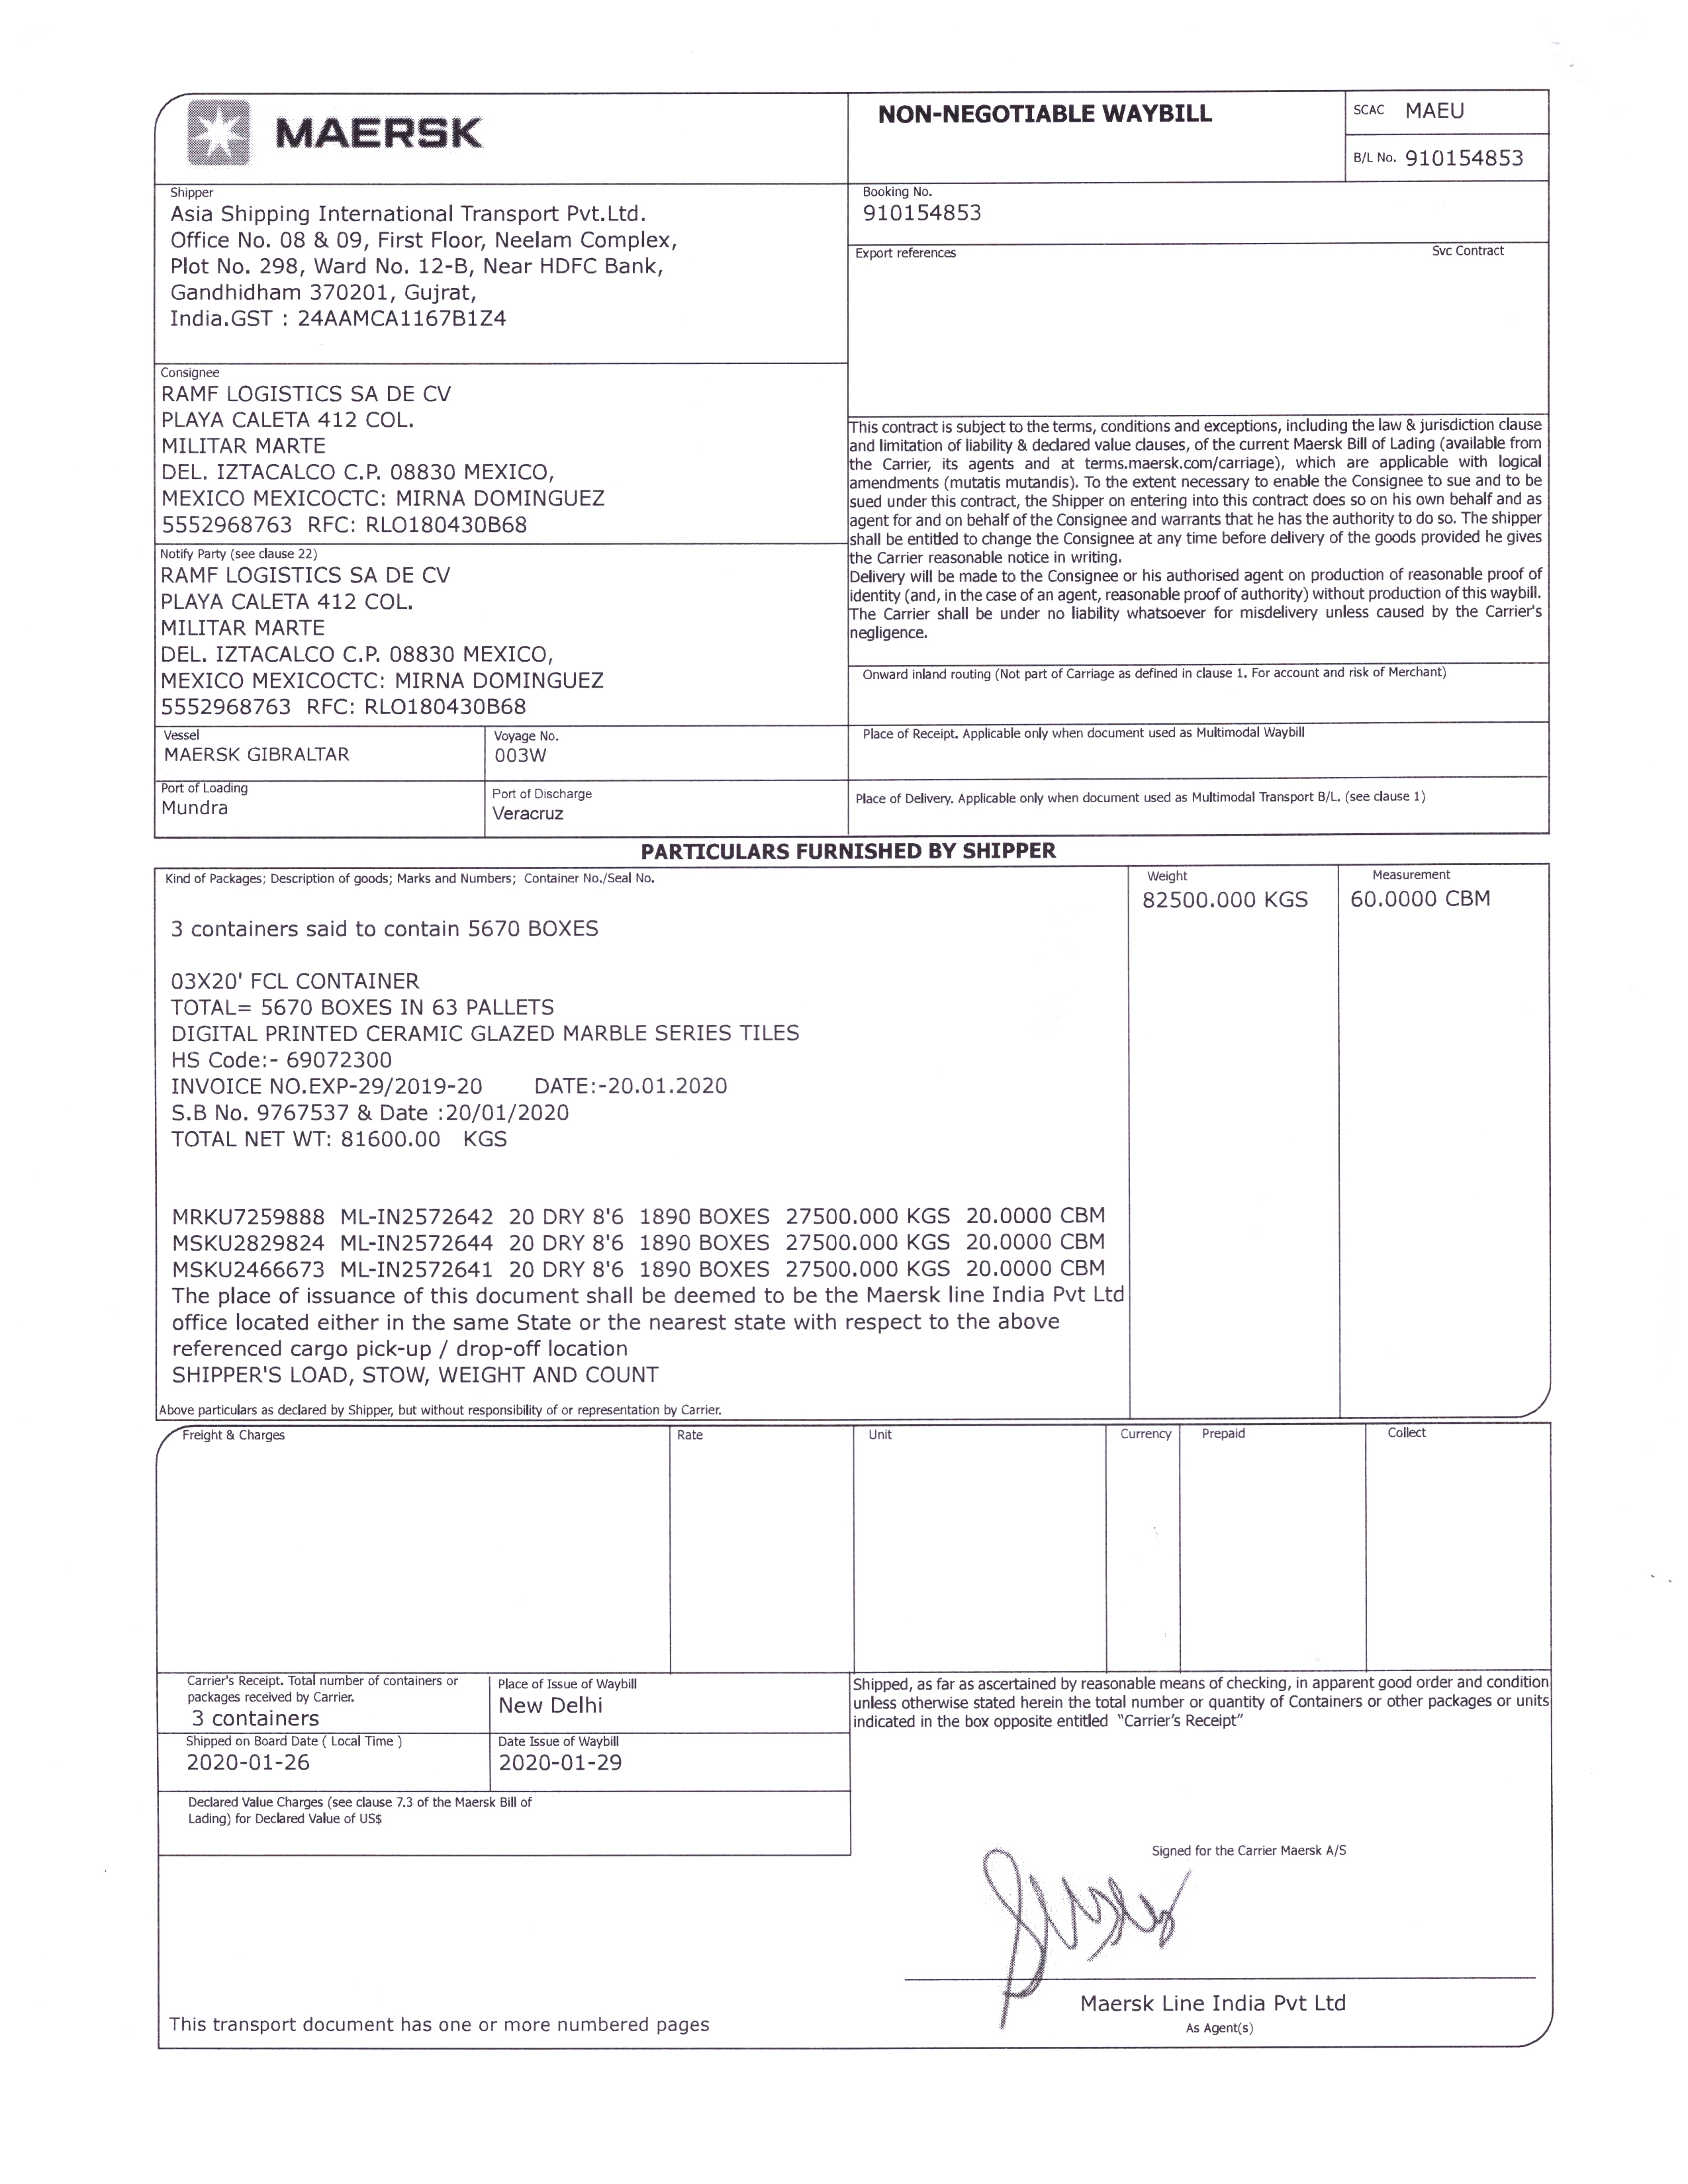 MAERSK
NON-NEGOTIABLE WAYBILL
SCAC MAEU
B/L No. 910154853
Shipper
Asia Shipping International Transport Pvt.Ltd.
Office No. 08 & 09, First Floor, Neelam Complex,
Plot No. 298, Ward No. 12-B, Near HDFC Bank,
Gandhidham 370201, Gujrat,
India.GST : 24AAMCA1167B1Z4
Booking No.
910154853
Export references
Svc Contract
Consignee
RAMF LOGISTICS SA DE CV
PLAYA CALETA 412 COL.
MILITAR MARTE
DEL. IZTACALCO C.P. 08830 MEXICO,
MEXICO MEXICOCTC: MIRNA DOMINGUEZ
5552968763 RFC: RLO180430B68
This contract is subject to the terms, conditions and exceptions, including the law & jurisdiction clause
and limitation of liability & declared value clauses, of the current Maersk Bill of Lading (available from
the Carrier, its agents and at terms.maersk.com/carriage), which are applicable with logical
amendments (mutatis mutandis). To the extent necessary to enable the Consignee to sue and to be
sued under this contract, the Shipper on entering into this contract does so on his own behalf and as
agent for and on behalf of the Consignee and warrants that he has the authority to do so. The shipper
shall be entitled to change the Consignee at any time before delivery of the goods provided he gives
the Carrier reasonable notice in writing.
Delivery will be made to the Consignee or his authorised agent on production of reasonable proof of
identity (and, in the case of an agent, reasonable proof of authority) without production of this waybill.
The Carrier shall be under no liability whatsoever for misdelivery unless caused by the Carrier's
negligence.
Notify Party (see clause 22)
RAMF LOGISTICS SA DE CV
PLAYA CALETA 412 COL.
MILITAR MARTE
DEL. IZTACALCO C.P. 08830 MEXICO,
MEXICO MEXICOCTC: MIRNA DOMINGUEZ
5552968763 RFC: RLO180430B68
Onward inland routing (Not part of Carriage as defined in clause 1. For account and risk of Merchant)
Vessel
MAERSK GIBRALTAR
Voyage No.
003W
Place of Receipt. Applicable only when document used as Multimodal Waybill
Port of Loading
Mundra
Port of Discharge
Veracruz
Place of Delivery. Applicable only when document used as Multimodal Transport B/L. (see clause 1)
PARTICULARS FURNISHED BY SHIPPER
Kind of Packages; Description of goods; Marks and Numbers; Container No./Seal No.
Weight
82500.000 KGS
Measurement
60.0000 CBM
3 containers said to contain 5670 BOXES
03X20' FCL CONTAINER
TOTAL= 5670 BOXES IN 63 PALLETS
DIGITAL PRINTED CERAMIC GLAZED MARBLE SERIES TILES
HS Code:- 69072300
INVOICE NO.EXP-29/2019-20 DATE:-20.01.2020
S.B No. 9767537 & Date :20/01/2020
TOTAL NET WT: 81600.00 KGS
MRKU7259888 ML-IN2572642 20 DRY 8'6 1890 BOXES 27500.000 KGS 20.0000 CBM
MSKU2829824 ML-IN2572644 20 DRY 8'6 1890 BOXES 27500.000 KGS 20.0000 CBM
MSKU2466673 ML-IN2572641 20 DRY 8'6 1890 BOXES 27500.000 KGS 20.0000 CBM
The place of issuance of this document shall be deemed to be the Maersk line India Pvt Ltd
office located either in the same State or the nearest state with respect to the above
referenced cargo pick-up / drop-off location
SHIPPER'S LOAD, STOW, WEIGHT AND COUNT
Above particulars as declared by Shipper, but without responsibility of or representation by Carrier.
Freight & Charges
Rate
Unit
Currency
Prepaid
Collect
Carrier's Receipt. Total number of containers or
packages received by Carrier.
3 containers
Place of Issue of Waybill
New Delhi
Shipped, as far as ascertained by reasonable means of checking, in apparent good order and condition
unless otherwise stated herein the total number or quantity of Containers or other packages or units
indicated in the box opposite entitled "Carrier's Receipt"
Shipped on Board Date ( Local Time )
2020-01-26
Date Issue of Waybill
2020-01-29
Declared Value Charges (see clause 7.3 of the Maersk Bill of
Lading) for Declared Value of US$
Signed for the Carrier Maersk A/S
Maersk Line India Pvt Ltd
As Agent(s)
This transport document has one or more numbered pages